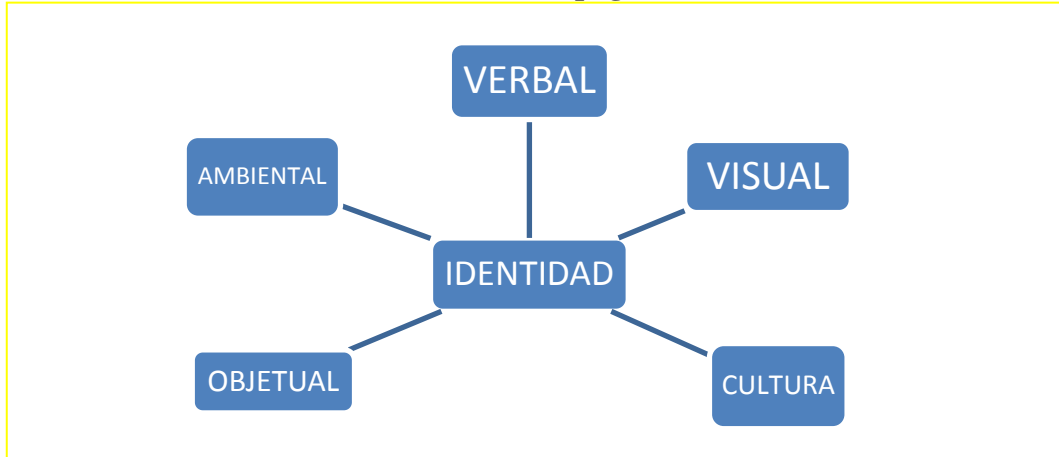 VERBAL
AMBIENTAL
VISUAL
IDENTIDAD
OBJETUAL
CULTURA